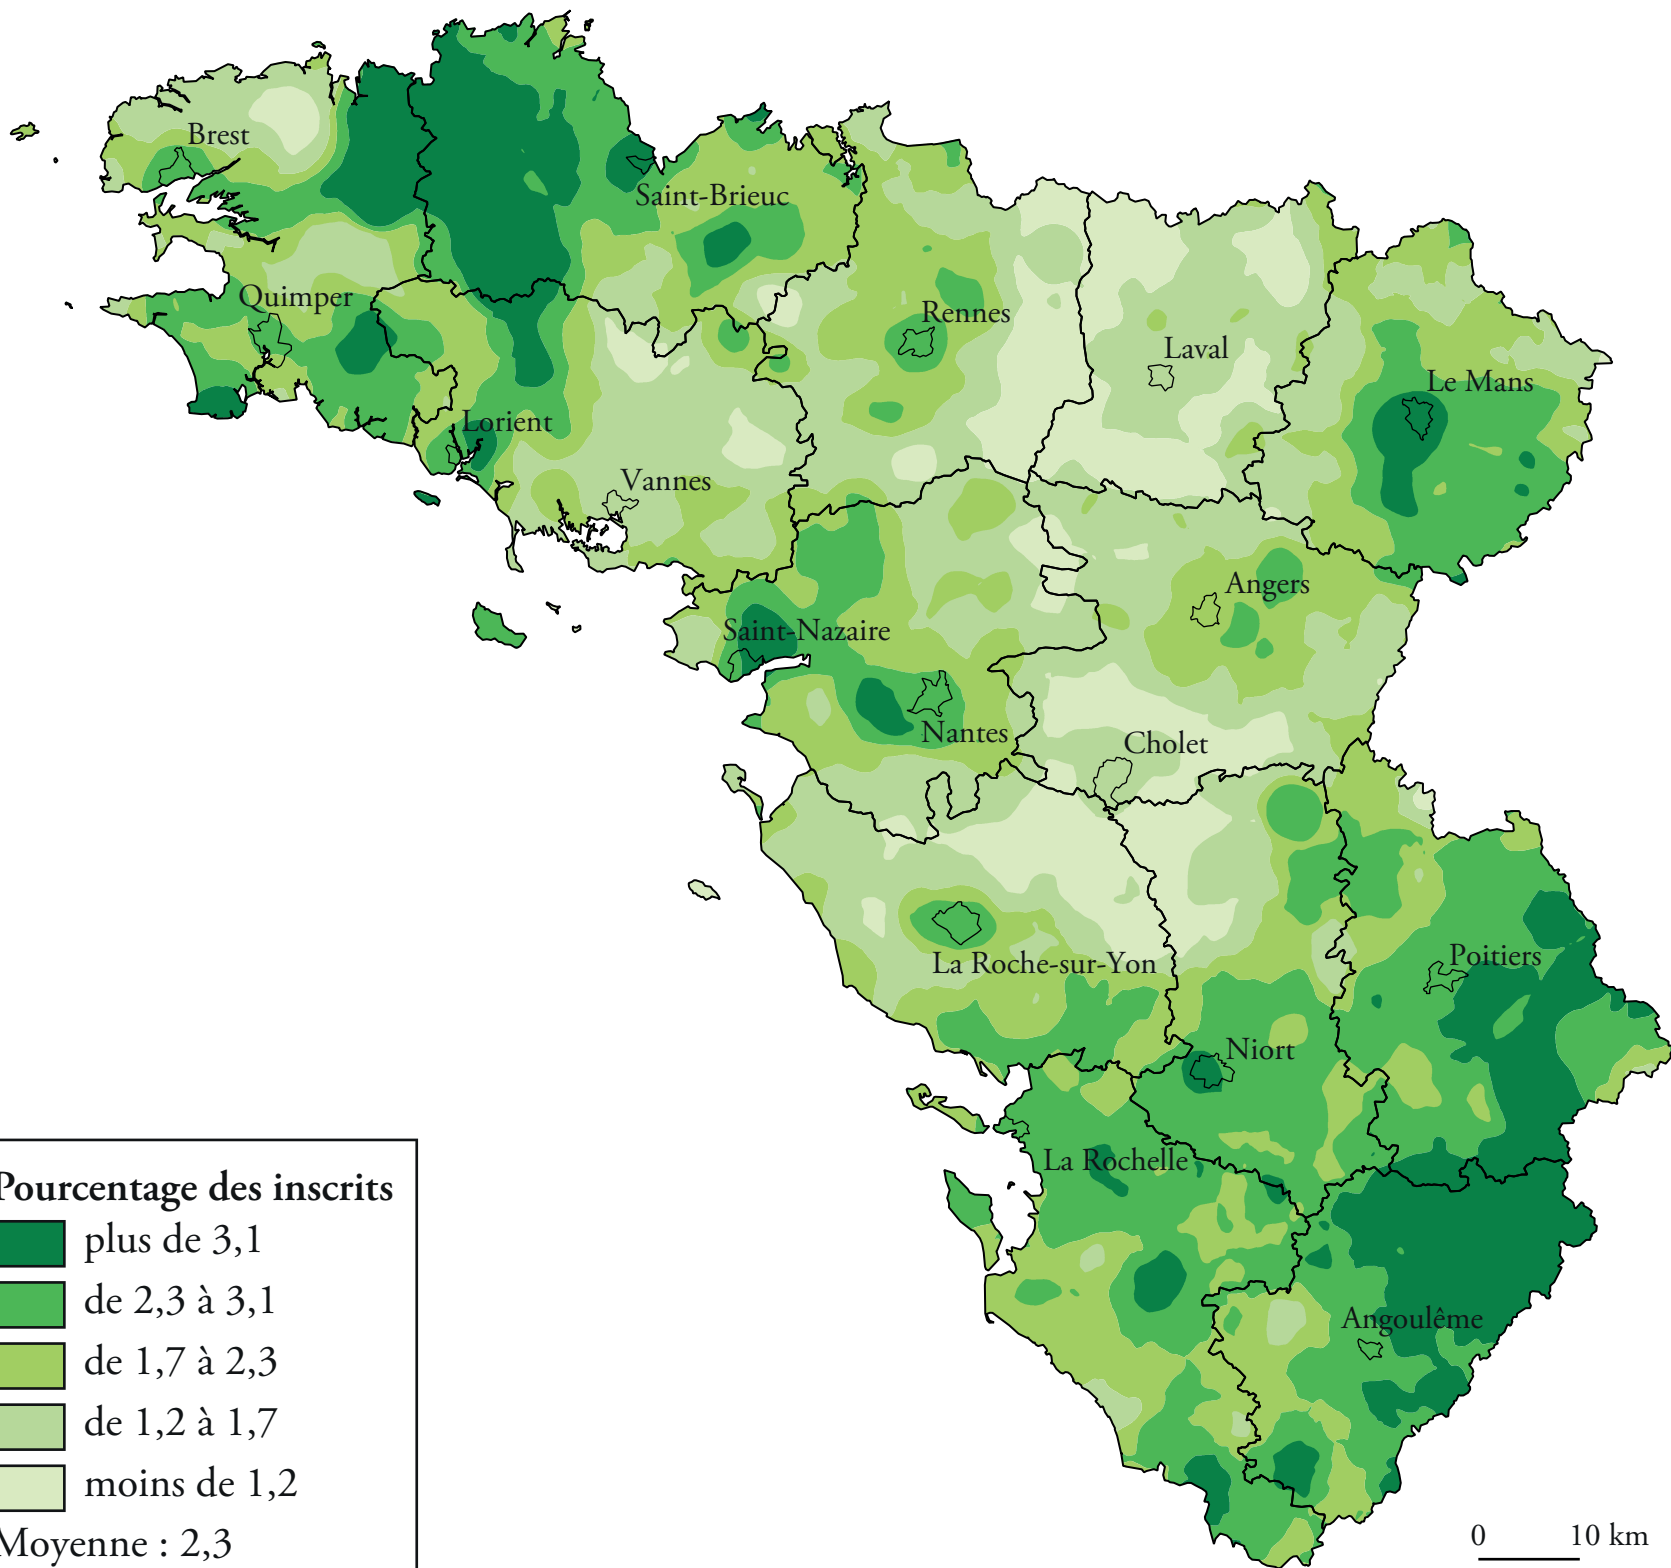 Brest
Saint-Brieuc
Quimper
Rennes
Laval
Le Mans
Lorient
Vannes
Angers
Saint-Nazaire
Nantes
Cholet
La Roche-sur-Yon
Poitiers
Niort
La Rochelle
Angoulême
Pourcentage des inscrits
plus de 3,1
de 2,3 à 3,1
de 1,7 à 2,3
de 1,2 à 1,7
moins de 1,2
Moyenne : 2,3
0 10 km